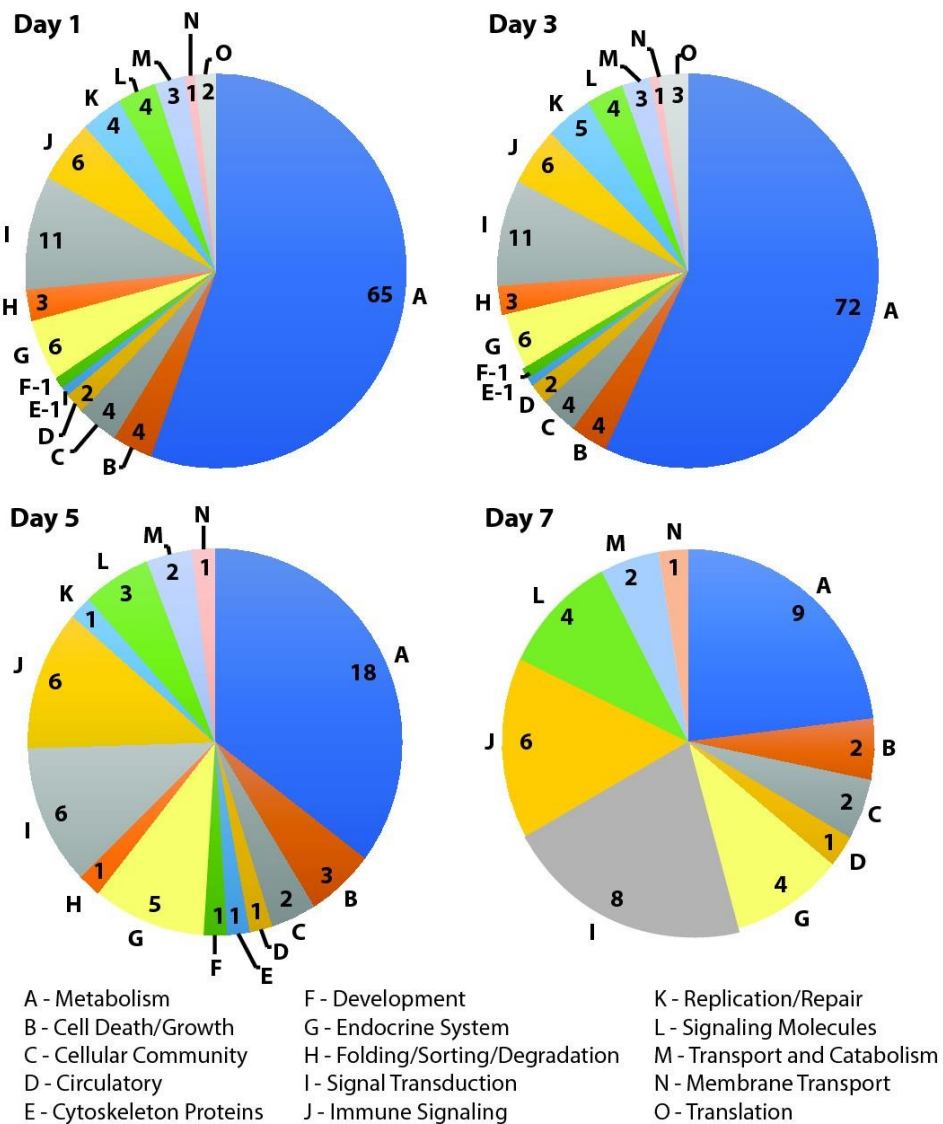 Day 1
N
O
M
L
K
J
I
H
G
F-1
E-1
D
C
B
A
1
2
3
4
4
6
11
3
6
2
4
4
65
Day 3
N
O
M
L
K
J
I
H
G
F-1
E-1
D
C
B
A
1
3
3
4
5
6
11
3
6
2
4
4
72
Day 5
N
M
L
K
J
I
H
G
F
E
D
C
B
A
1
2
3
1
6
6
1
5
1
1
1
2
3
18
Day 7
N
M
L
J
I
G
D
C
B
A
1
2
4
6
8
4
1
2
2
9
A - Metabolism
B - Cell Death/Growth
C - Cellular Community
D - Circulatory
E - Cytoskeleton Proteins
F - Development
G - Endocrine System
H - Folding/Sorting/Degradation
I - Signal Transduction
J - Immune Signaling
K - Replication/Repair
L - Signaling Molecules
M - Transport and Catabolism
N - Membrane Transport
O - Translation